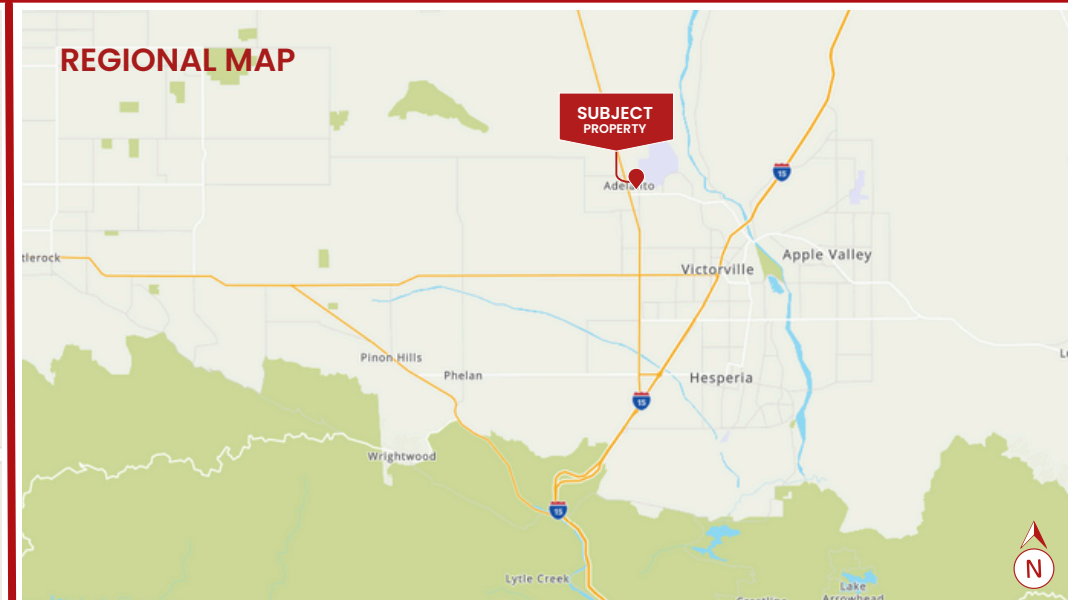 REGIONAL MAP
SUBJECT
PROPERTY
15
Adelanto
tlerock
Apple Valley
Victorville
Pinon Hills
Phelan
Hesperia
15
Wrightwood
15
Lytle Creek
Lake
Arrowhead
N